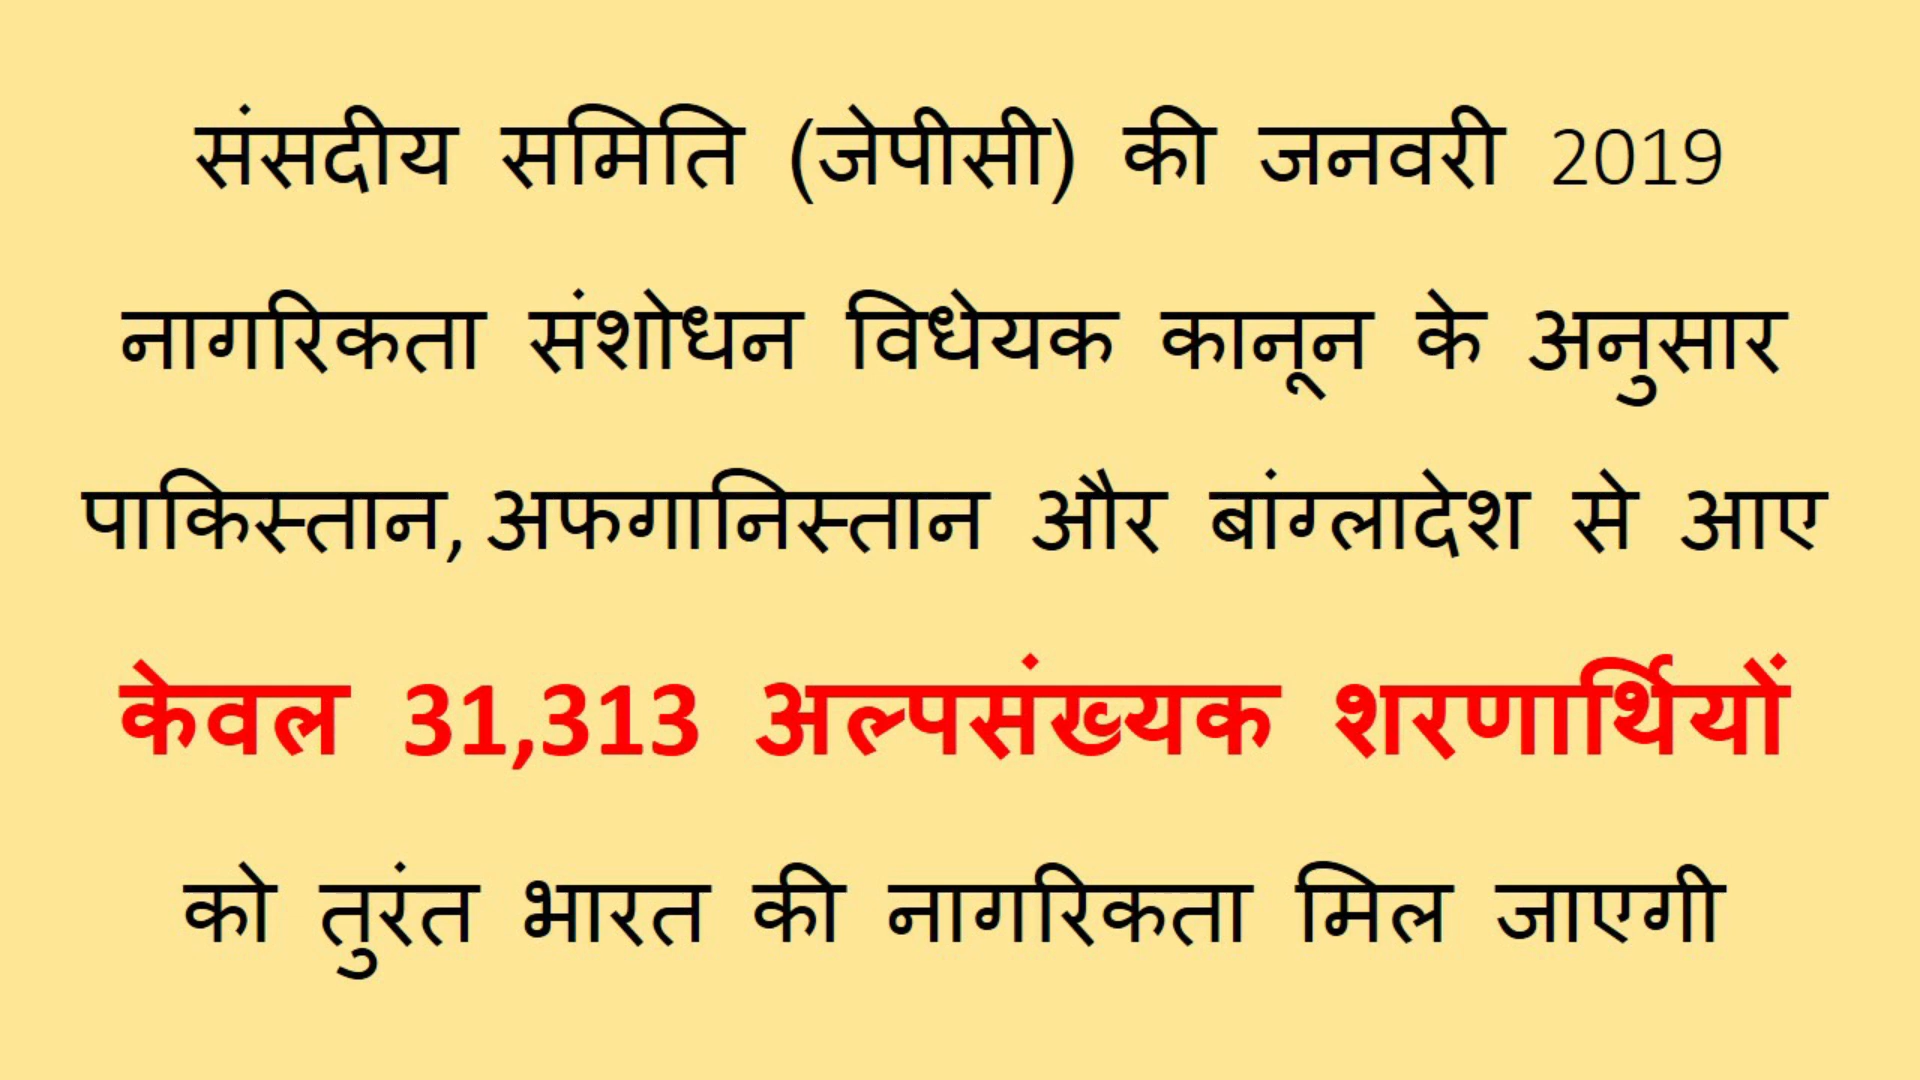 संसदीय समिति (जेपीसी) की जनवरी 2019
नागरिकता संशोधन विधेयक कानून के अनुसार
पाकिस्तान, अफगानिस्तान और बांग्लादेश से आए
केवल 31,313 अल्पसंख्यक शरणार्थियों
को तुरंत भारत की नागरिकता मिल जाएगी